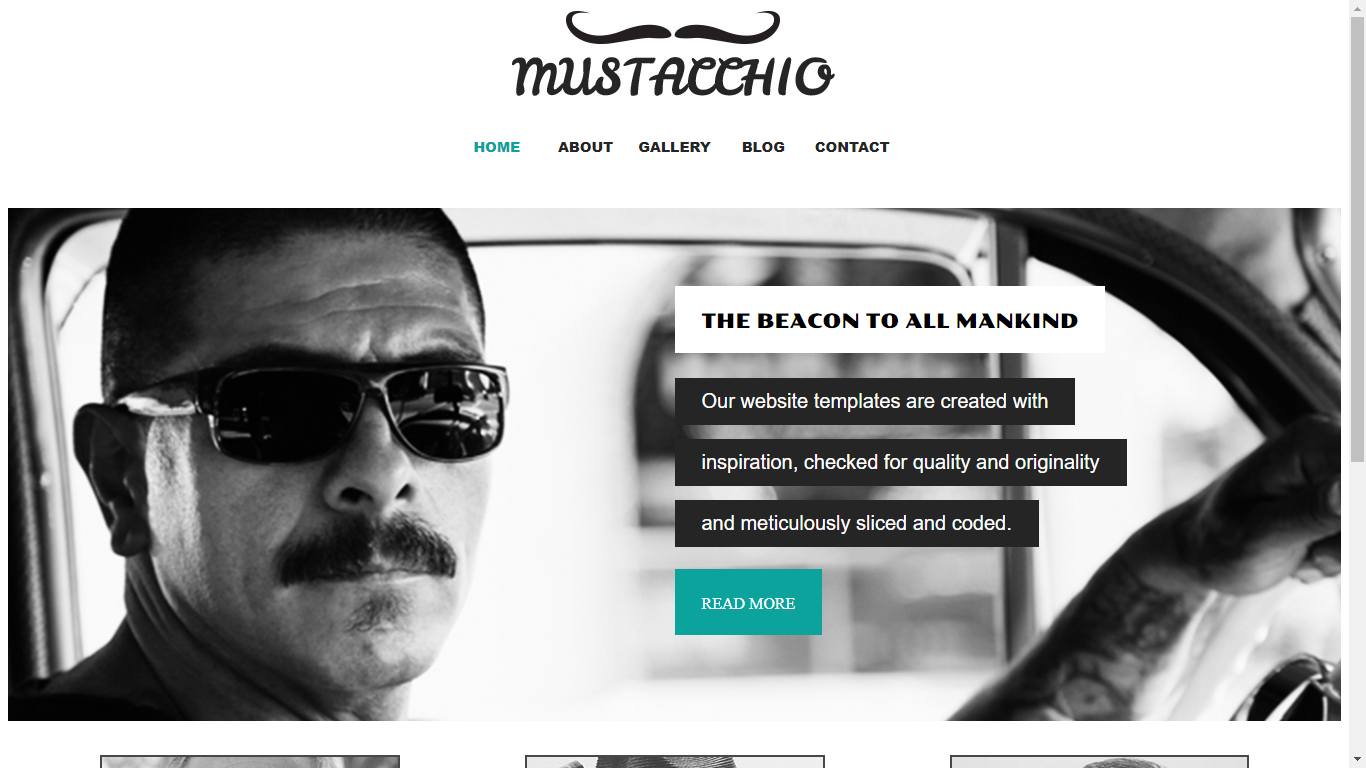 MUSTACCHIO
HOME ABOUT GALLERY BLOG CONTACT
THE BEACON TO ALL MANKIND
Our website templates are created with
inspiration, checked for quality and originality
and meticulously sliced and coded.
READ MORE